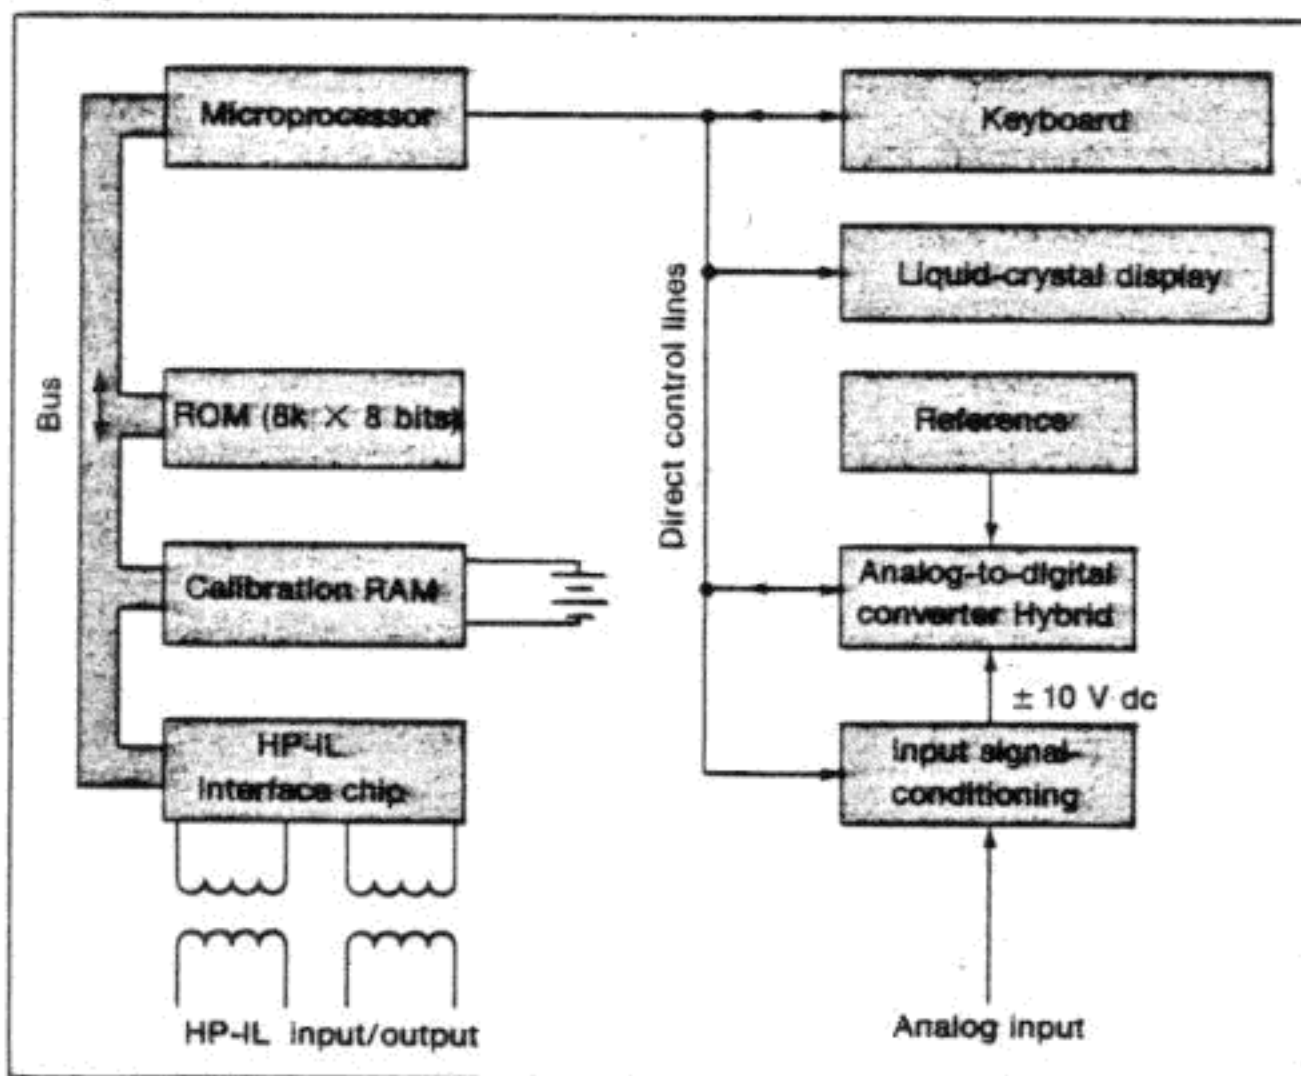 Microprocessor
Keyboard
Liquid-crystal display
Direct control lines
Bus
ROM (8k × 8 bits)
Reference
Calibration RAM
Analog-to-digital
converter Hybrid
± 10 V dc
HP-IL
Interface chip
Input signal-
conditioning
HP-IL input/output
Analog input